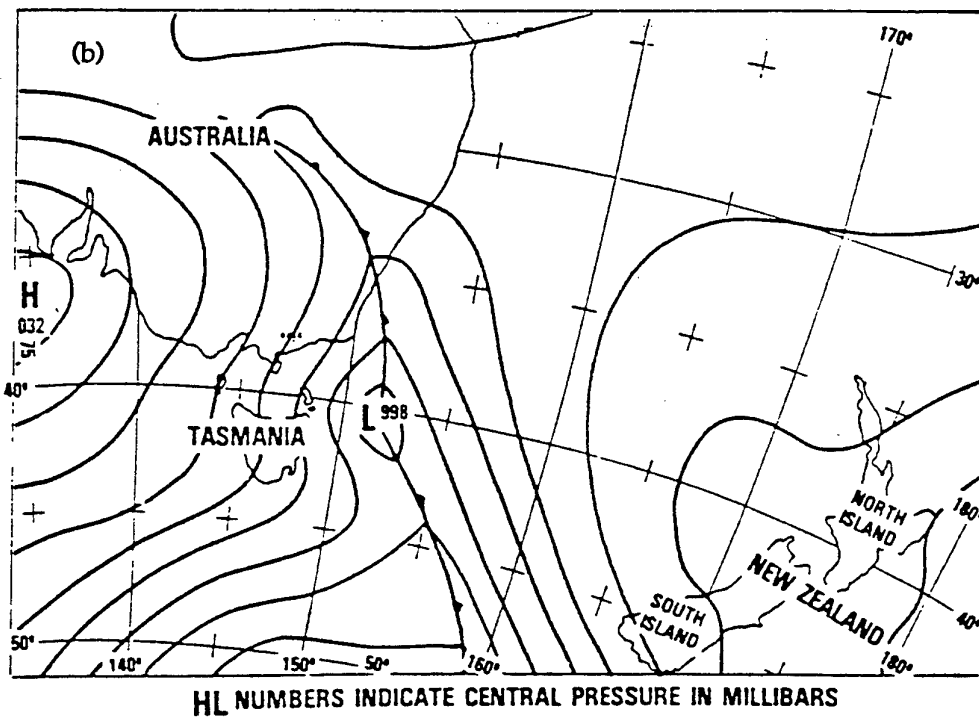 (b)
170°
AUSTRALIA
30°
H
032
75
40°
L 998
TASMANIA
NORTH
ISLAND
180°
NEW ZEALAND
SOUTH
ISLAND
40°
50°
140°
150°
50°
160°
180°
HL NUMBERS INDICATE CENTRAL PRESSURE IN MILLIBARS